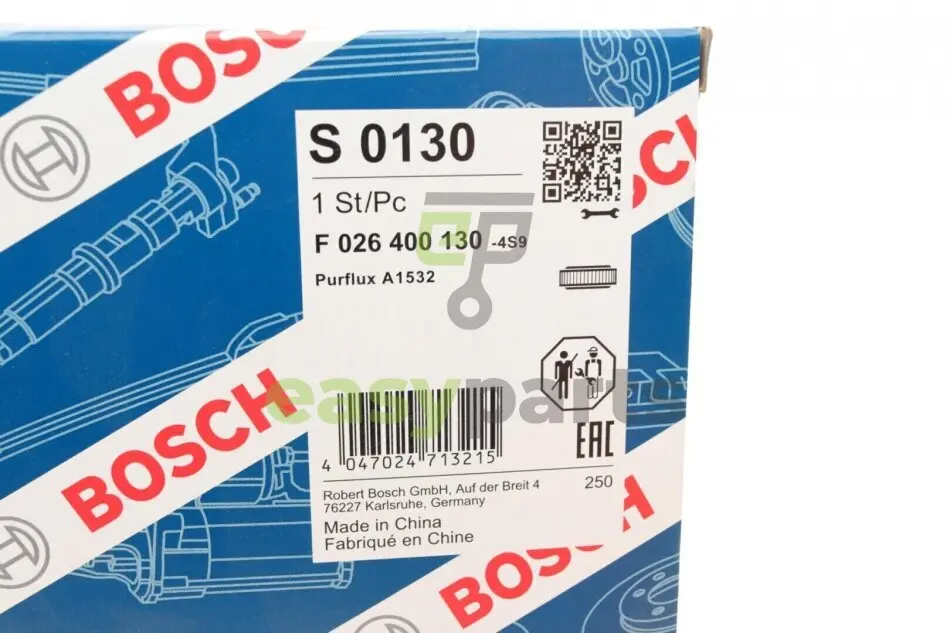 BOSCH
S 0130
1 St/Pc
F 026 400 130 -4S9
Purflux A1532
SCH
easyparts
BOSCH
EAC
4 047024 713215
250
Robert Bosch GmbH, Auf der Breit 4
76227 Karlsruhe, Germany
Made in China
Fabriqué en Chine
BOSCH